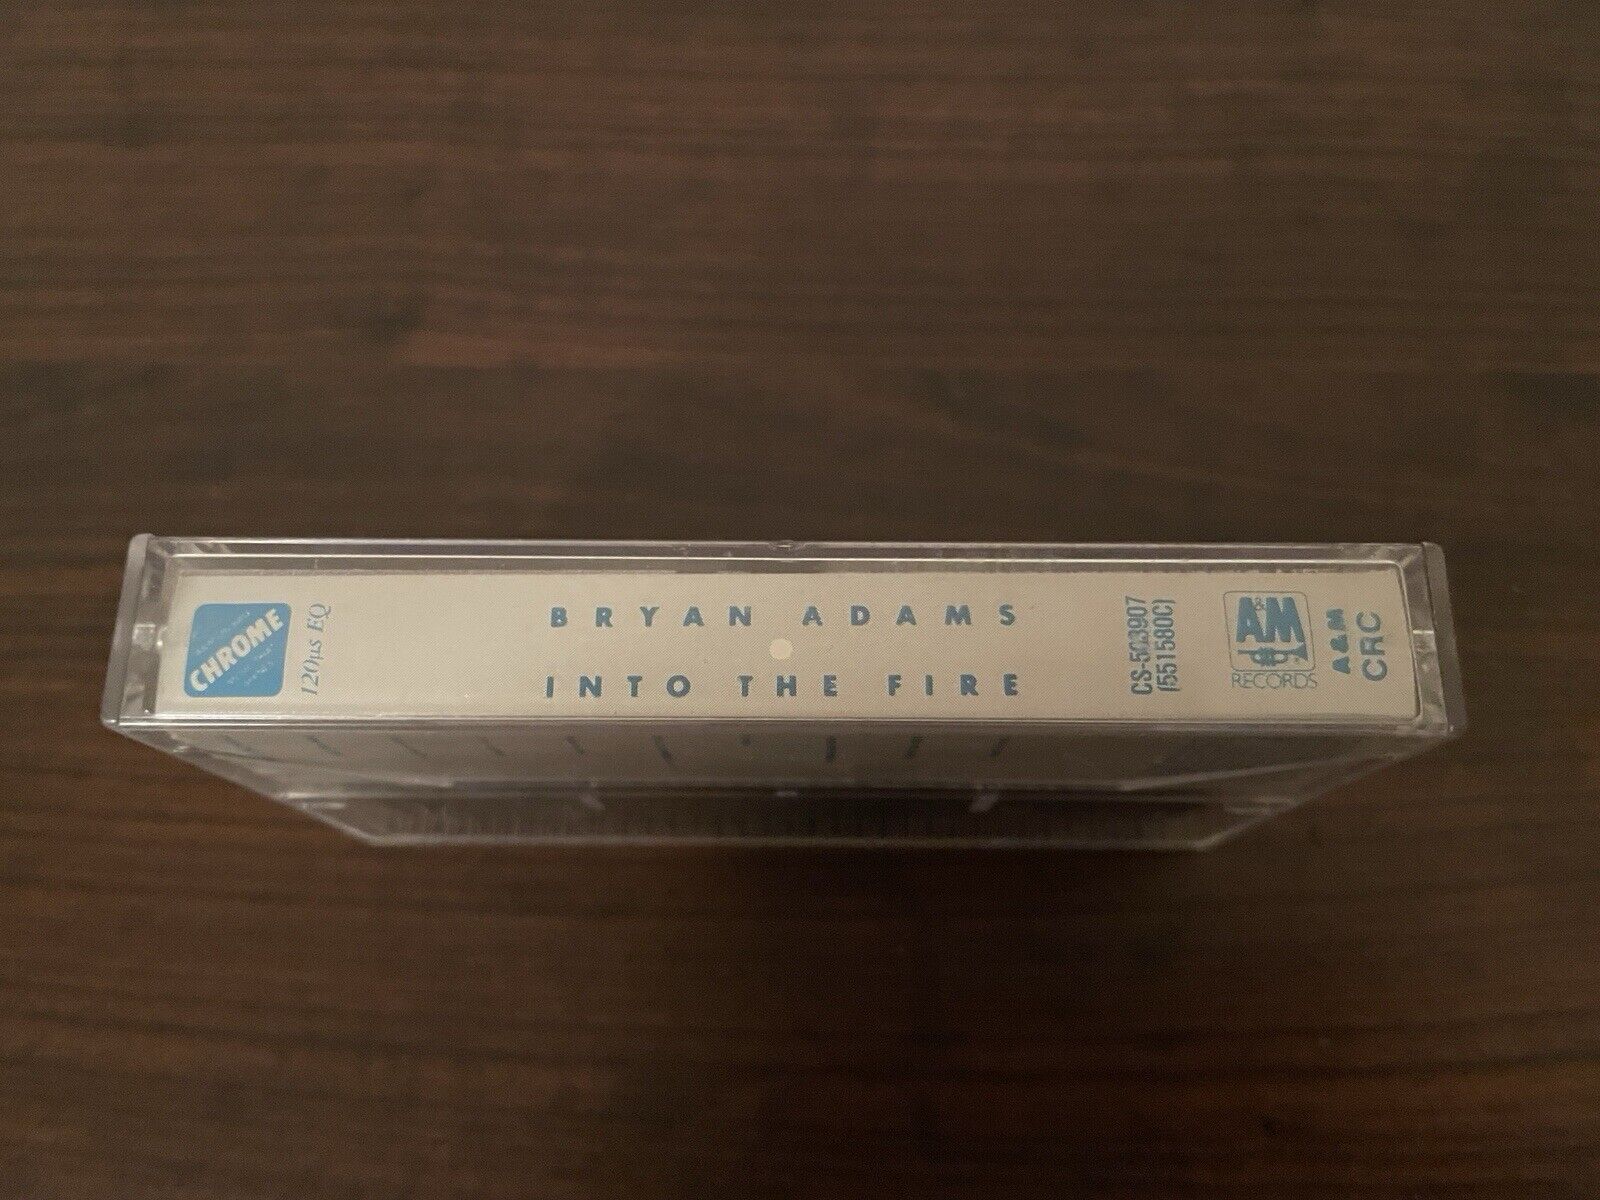 CHROME
120µs EQ
BRYAN ADAMS
INTO THE FIRE
CS-503907
(551580C)
A&M
RECORDS
A&M
CRC